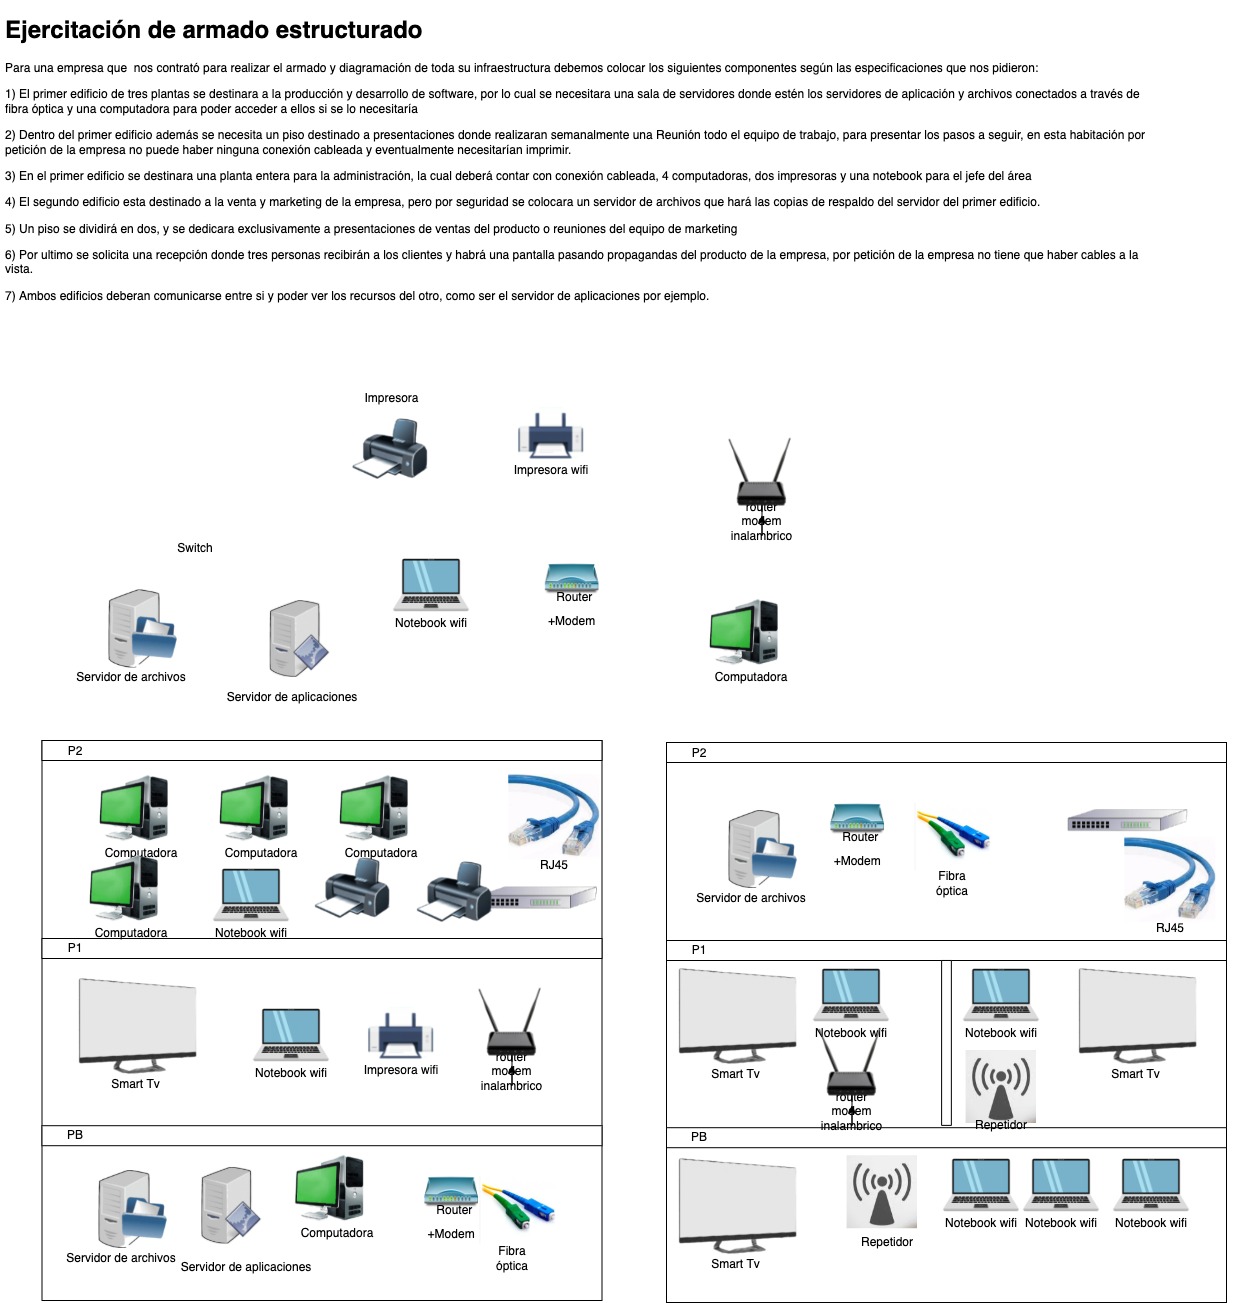 Ejercitación de armado estructurado
Para una empresa que  nos contrató para realizar el armado y diagramación de toda su infraestructura debemos colocar los siguientes componentes según las especificaciones que nos pidieron:
1) El primer edificio de tres plantas se destinara a la producción y desarrollo de software, por lo cual se necesitara una sala de servidores donde estén los servidores de aplicación y archivos conectados a través de
fibra óptica y una computadora para poder acceder a ellos si se lo necesitaría
2) Dentro del primer edificio además se necesita un piso destinado a presentaciones donde realizaran semanalmente una Reunión todo el equipo de trabajo, para presentar los pasos a seguir, en esta habitación por
petición de la empresa no puede haber ninguna conexión cableada y eventualmente necesitarían imprimir.
3) En el primer edificio se destinara una planta entera para la administración, la cual deberá contar con conexión cableada, 4 computadoras, dos impresoras y una notebook para el jefe del área
4) El segundo edificio esta destinado a la venta y marketing de la empresa, pero por seguridad se colocara un servidor de archivos que hará las copias de respaldo del servidor del primer edificio.
5) Un piso se dividirá en dos, y se dedicara exclusivamente a presentaciones de ventas del producto o reuniones del equipo de marketing
6) Por ultimo se solicita una recepción donde tres personas recibirán a los clientes y habrá una pantalla pasando propagandas del producto de la empresa, por petición de la empresa no tiene que haber cables a la
vista.
7) Ambos edificios deberan comunicarse entre si y poder ver los recursos del otro, como ser el servidor de aplicaciones por ejemplo.
Impresora
Impresora wifi
router
modem
inalambrico
Switch
Notebook wifi
Router
+Modem
Servidor de archivos
Servidor de aplicaciones
Computadora
P2
Computadora
Computadora
Computadora
RJ45
Computadora
Notebook wifi
P1
Smart Tv
Notebook wifi
Impresora wifi
router
modem
inalambrico
PB
Servidor de archivos
Servidor de aplicaciones
Computadora
Router
+Modem
Fibra
óptica
P2
Servidor de archivos
Router
+Modem
Fibra
óptica
RJ45
P1
Smart Tv
Notebook wifi
router
modem
inalambrico
Notebook wifi
Repetidor
Smart Tv
PB
Smart Tv
Repetidor
Notebook wifi
Notebook wifi
Notebook wifi